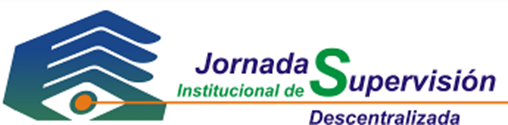 Jornada
Institucional de Supervisión
Descentralizada